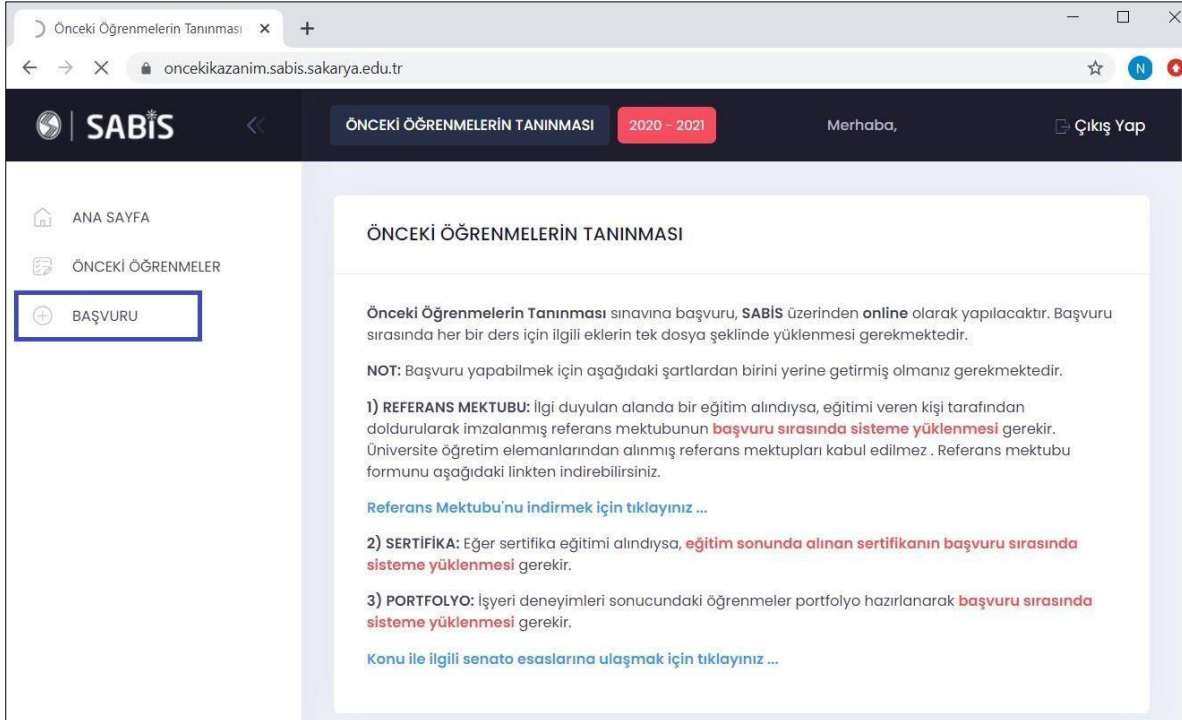 Önceki Öğrenmelerin Tanınması
oncekikazanim.sabis.sakarya.edu.tr
N
SABİS
ÖNCEKİ ÖĞRENMELERİN TANINMASI
2020 - 2021
Merhaba,
Çıkış Yap
ANA SAYFA
ÖNCEKİ ÖĞRENMELER
BAŞVURU
ÖNCEKİ ÖĞRENMELERİN TANINMASI
Önceki Öğrenmelerin Tanınması sınavına başvuru, SABİS üzerinden online olarak yapılacaktır. Başvuru
sırasında her bir ders için ilgili eklerin tek dosya şeklinde yüklenmesi gerekmektedir.
NOT: Başvuru yapabilmek için aşağıdaki şartlardan birini yerine getirmiş olmanız gerekmektedir.
1) REFERANS MEKTUBU: İlgi duyulan alanda bir eğitim alındıysa, eğitimi veren kişi tarafından
doldurularak imzalanmış referans mektubunun başvuru sırasında sisteme yüklenmesi gerekir.
Üniversite öğretim elemanlarından alınmış referans mektupları kabul edilmez . Referans mektubu
formunu aşağıdaki linkten indirebilirsiniz.
Referans Mektubu'nu indirmek için tıklayınız ...
2) SERTİFİKA: Eğer sertifika eğitimi alındıysa, eğitim sonunda alınan sertifikanın başvuru sırasında
sisteme yüklenmesi gerekir.
3) PORTFOLYO: İşyeri deneyimleri sonucundaki öğrenmeler portfolyo hazırlanarak başvuru sırasında
sisteme yüklenmesi gerekir.
Konu ile ilgili senato esaslarına ulaşmak için tıklayınız ...